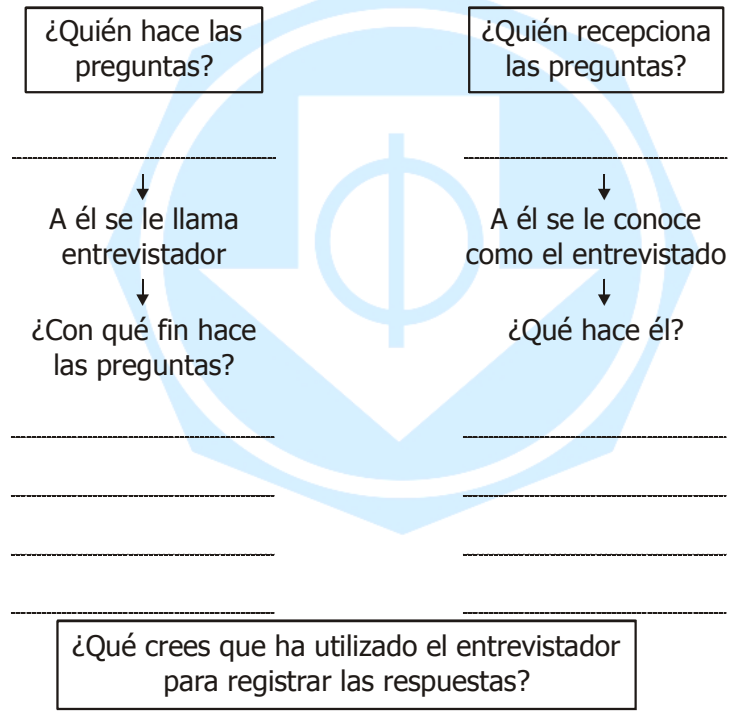 ¿Quién hace las
preguntas?
¿Quién recepciona
las preguntas?
A él se le llama
entrevistador
A él se le conoce
como el entrevistado
¿Con qué fin hace
las preguntas?
¿Qué hace él?
¿Qué crees que ha utilizado el entrevistador
para registrar las respuestas?